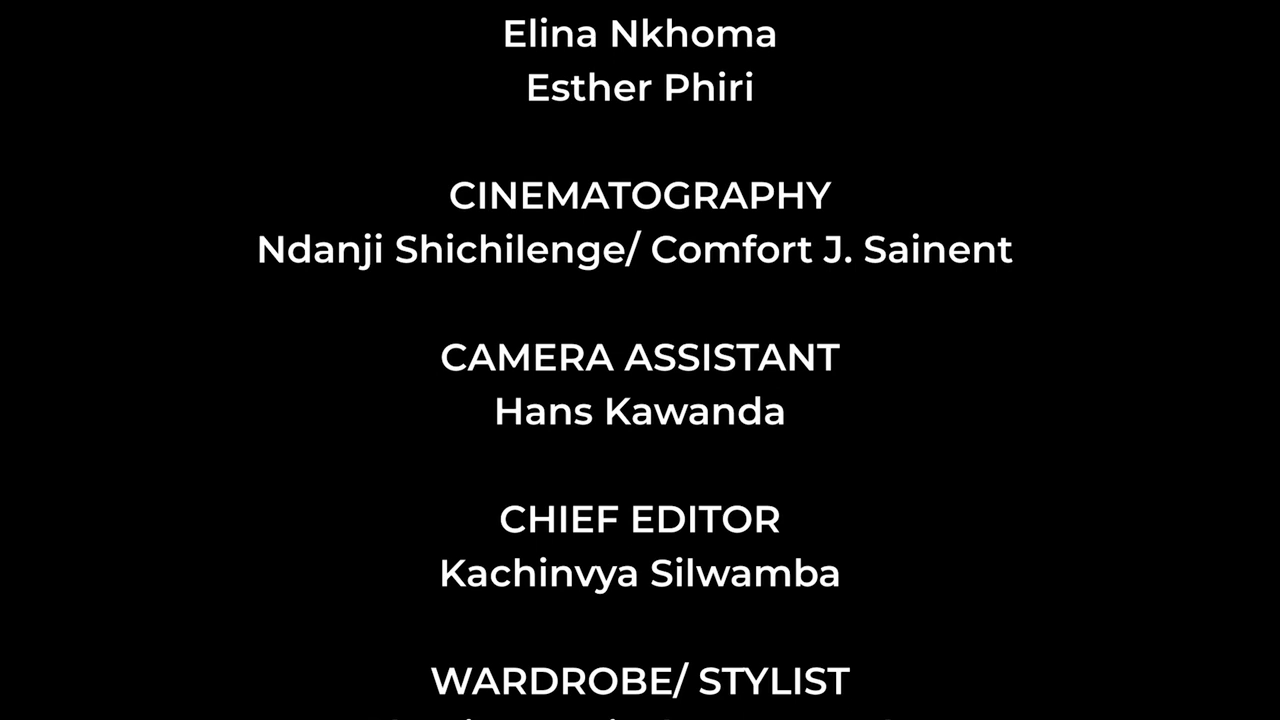 Elina Nkhoma
Esther Phiri
CINEMATOGRAPHY
Ndanji Shichilenge/ Comfort J. Sainent
CAMERA ASSISTANT
Hans Kawanda
CHIEF EDITOR
Kachinvya Silwamba
WARDROBE/ STYLIST